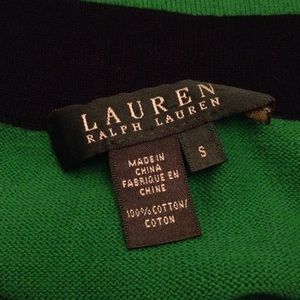 LAUREN
RALPH LAUREN
S
MADE IN
CHINA
FABRIQUE EN
CHINE
100% COTTON/
COTON